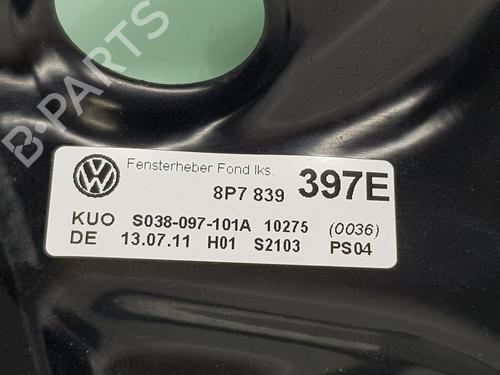 B-PARTS
Fensterheber Fond lks.
8P7 839 397E
KUO S038-097-101A 10275 (0036)
DE 13.07.11 H01 S2103 PS04